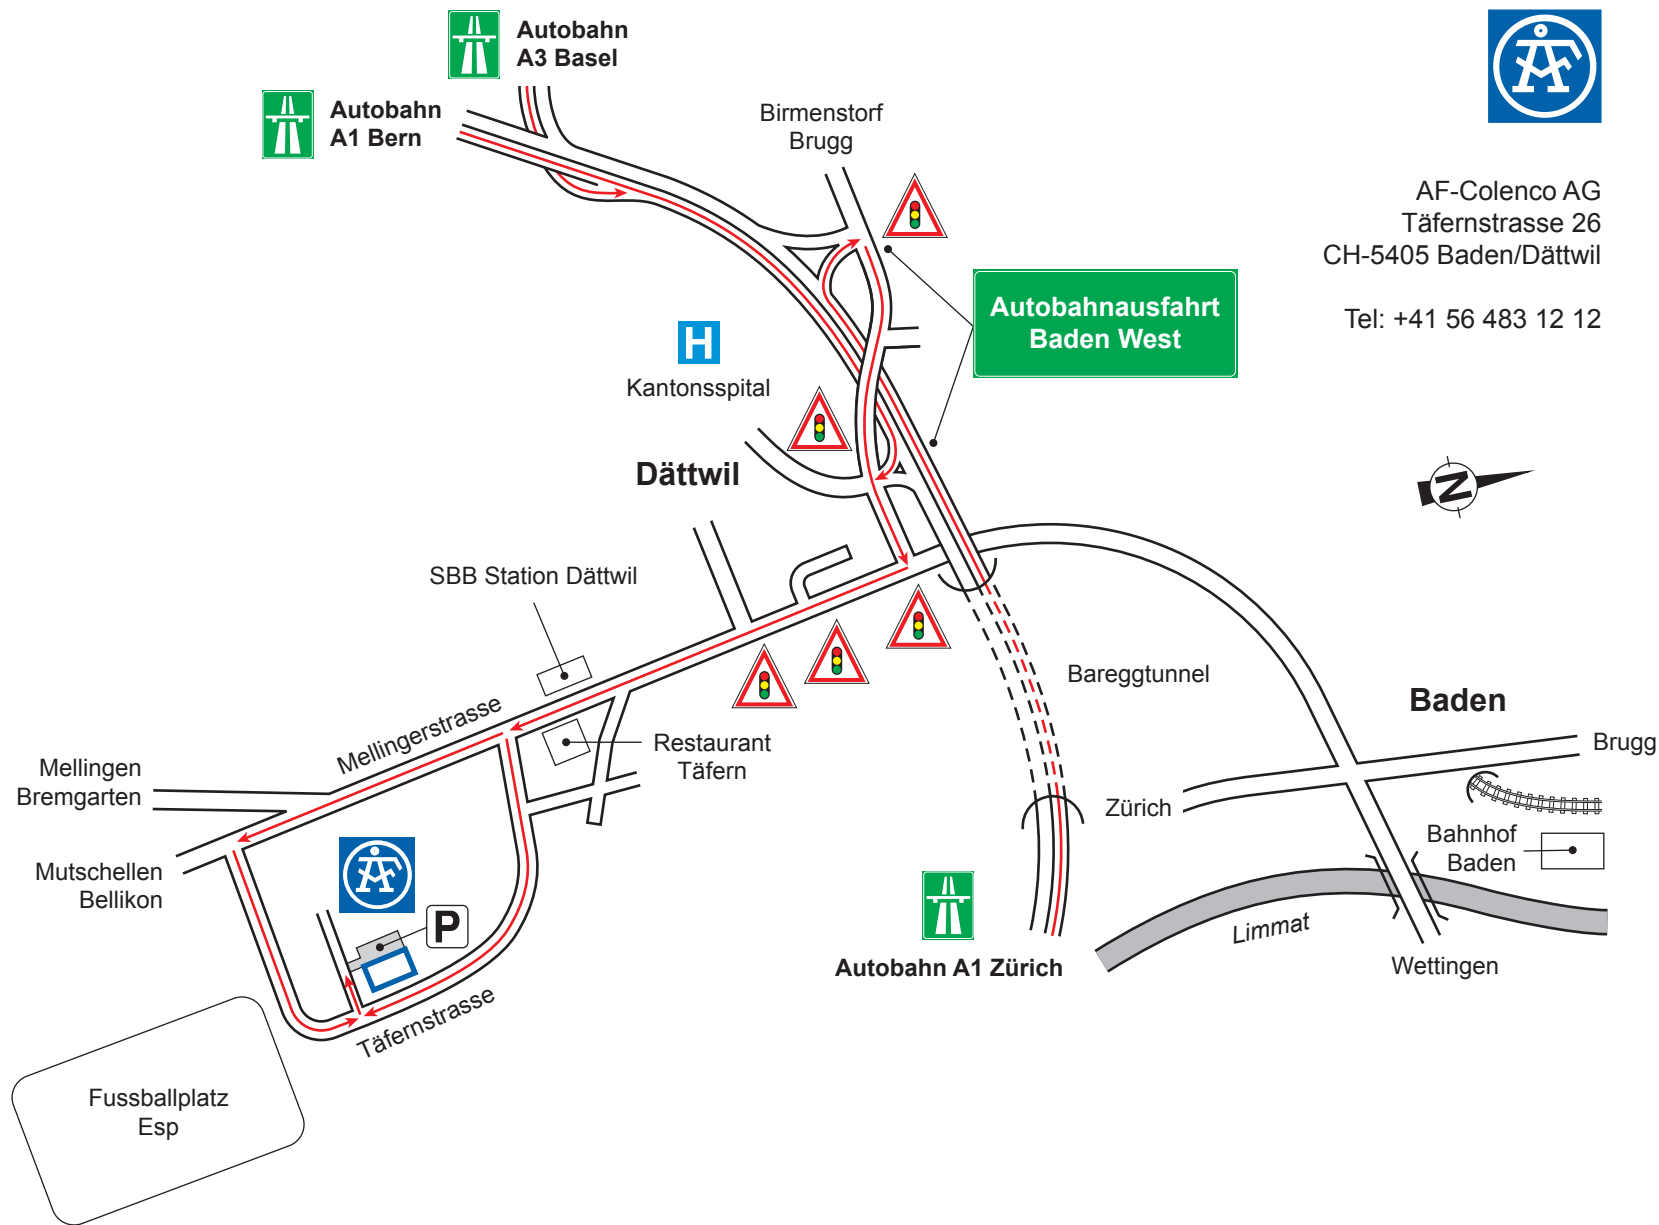 Autobahn
A3 Basel
Autobahn
A1 Bern
Birmenstorf
Brugg
AF
AF-Colenco AG
Täfernstrasse 26
CH-5405 Baden/Dättwil
Tel: +41 56 483 12 12
Autobahnausfahrt
Baden West
H
Kantonsspital
Dättwil
N
SBB Station Dättwil
Bareggtunnel
Baden
Mellingerstrasse
Restaurant
Täfern
Brugg
Mellingen
Bremgarten
Zürich
Bahnhof
Baden
Mutschellen
Bellikon
AF
P
Limmat
Autobahn A1 Zürich
Wettingen
Täfernstrasse
Fussballplatz
Esp